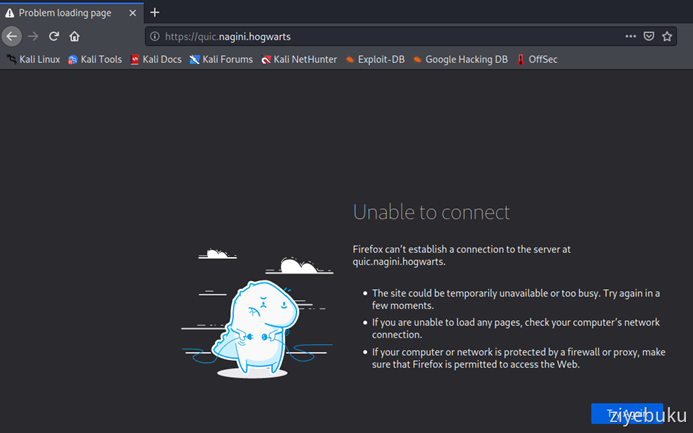 Problem loading page
https://quic.nagini.hogwarts
Kali Linux Kali Tools Kali Docs Kali Forums Kali NetHunter Exploit-DB Google Hacking DB OffSec
Unable to connect
Firefox can’t establish a connection to the server at
quic.nagini.hogwarts.
The site could be temporarily unavailable or too busy. Try again in a
few moments.
If you are unable to load any pages, check your computer’s network
connection.
If your computer or network is protected by a firewall or proxy, make
sure that Firefox is permitted to access the Web.
Try Again
ziyebuku